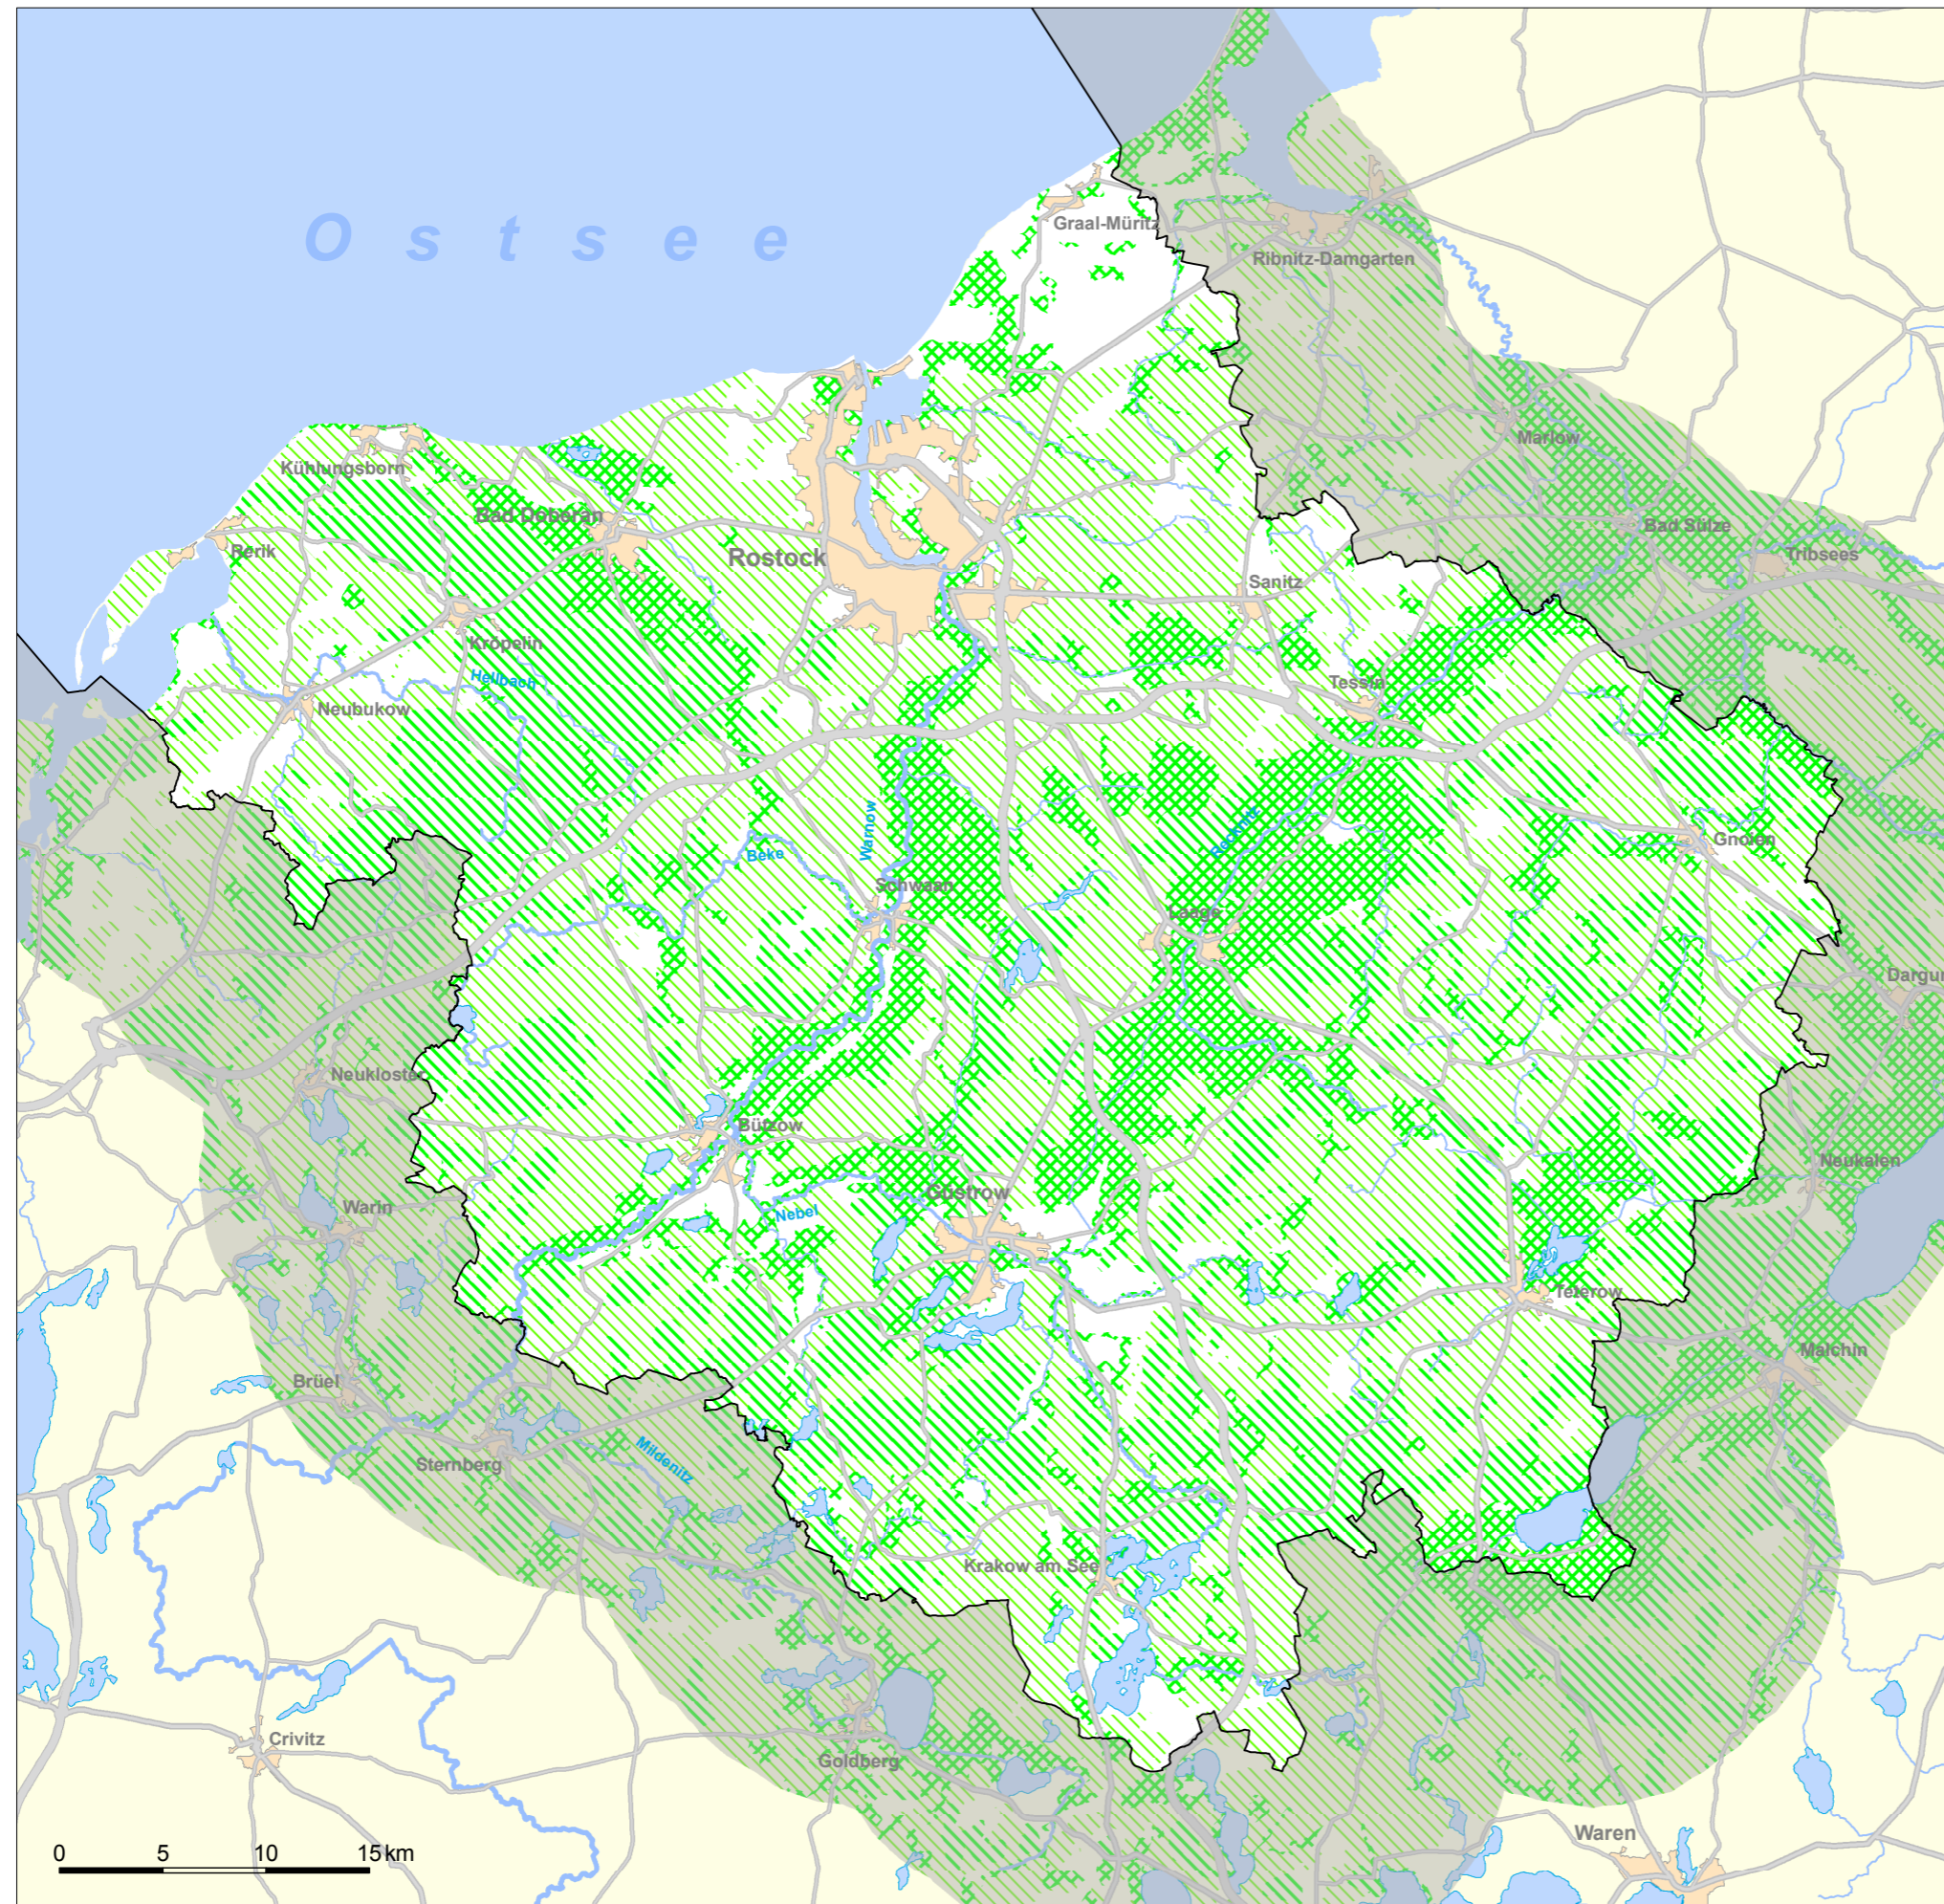 Ostsee
Graal-Müritz
Ribnitz-Damgarten
Marlow
Kühlungsborn
Bad Doberan
Bad Sülze
Rerik
Rostock
Tribsees
Sanitz
Kröpelin
Hellbach
Tessin
Neubukow
Warnow
Recknitz
Gnoien
Beke
Schwaan
Laage
Dargun
Neukloster
Bützow
Neukalen
Warin
Güstrow
Nebel
Teterow
Malchin
Brüel
Mildenitz
Sternberg
Krakow am See
Crivitz
Goldberg
Waren
0 5 10 15 km